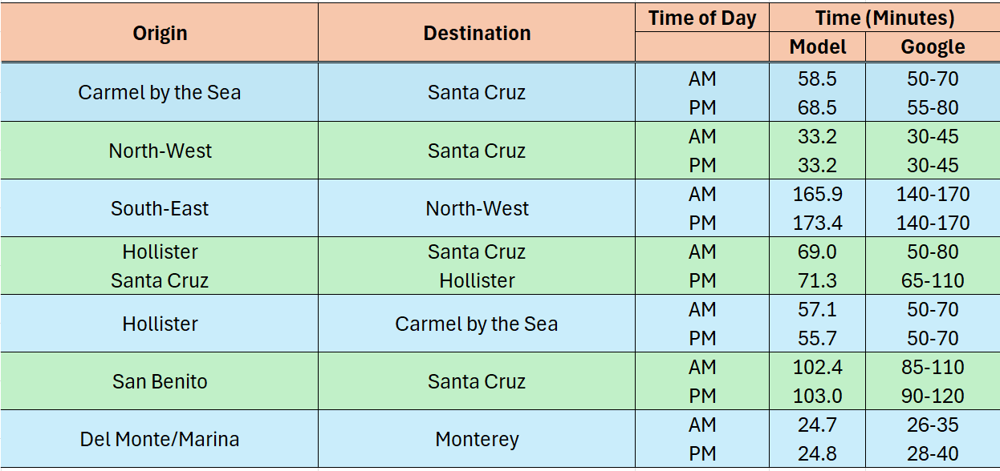 Origin Destination Time of Day Time (Minutes)
Model Google
Carmel by the Sea Santa Cruz AM 58.5 50-70
PM 68.5 55-80
North-West Santa Cruz AM 33.2 30-45
PM 33.2 30-45
South-East North-West AM 165.9 140-170
PM 173.4 140-170
Hollister Santa Cruz AM 69.0 50-80
Santa Cruz Hollister PM 71.3 65-110
Hollister Carmel by the Sea AM 57.1 50-70
PM 55.7 50-70
San Benito Santa Cruz AM 102.4 85-110
PM 103.0 90-120
Del Monte/Marina Monterey AM 24.7 26-35
PM 24.8 28-40